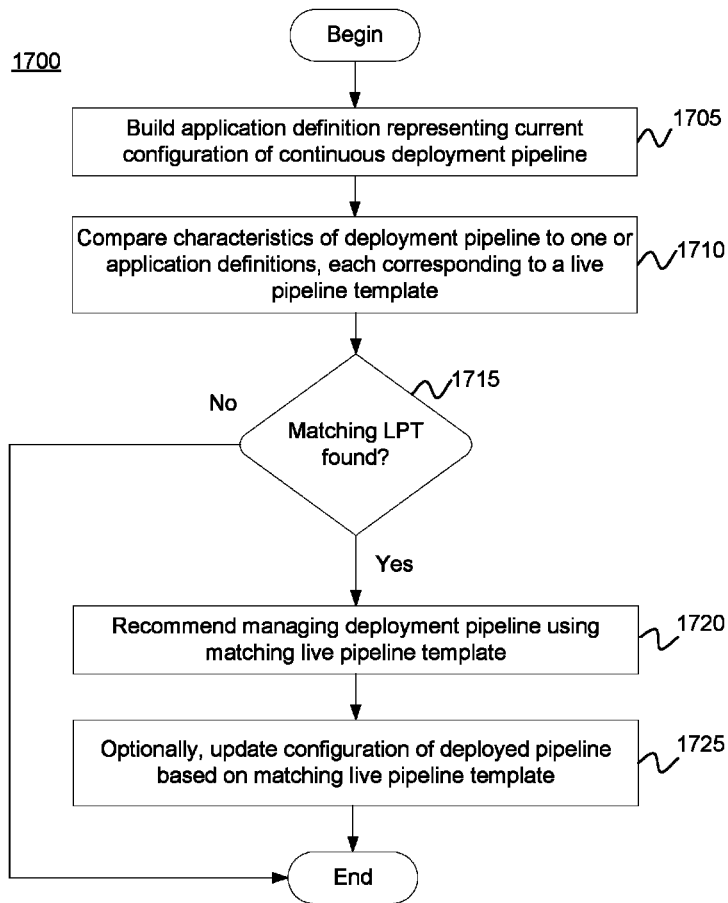 Begin
1700
Build application definition representing current
configuration of continuous deployment pipeline
1705
Compare characteristics of deployment pipeline to one or
application definitions, each corresponding to a live
pipeline template
1710
1715
No
Matching LPT
found?
Yes
Recommend managing deployment pipeline using
matching live pipeline template
1720
Optionally, update configuration of deployed pipeline
based on matching live pipeline template
1725
End